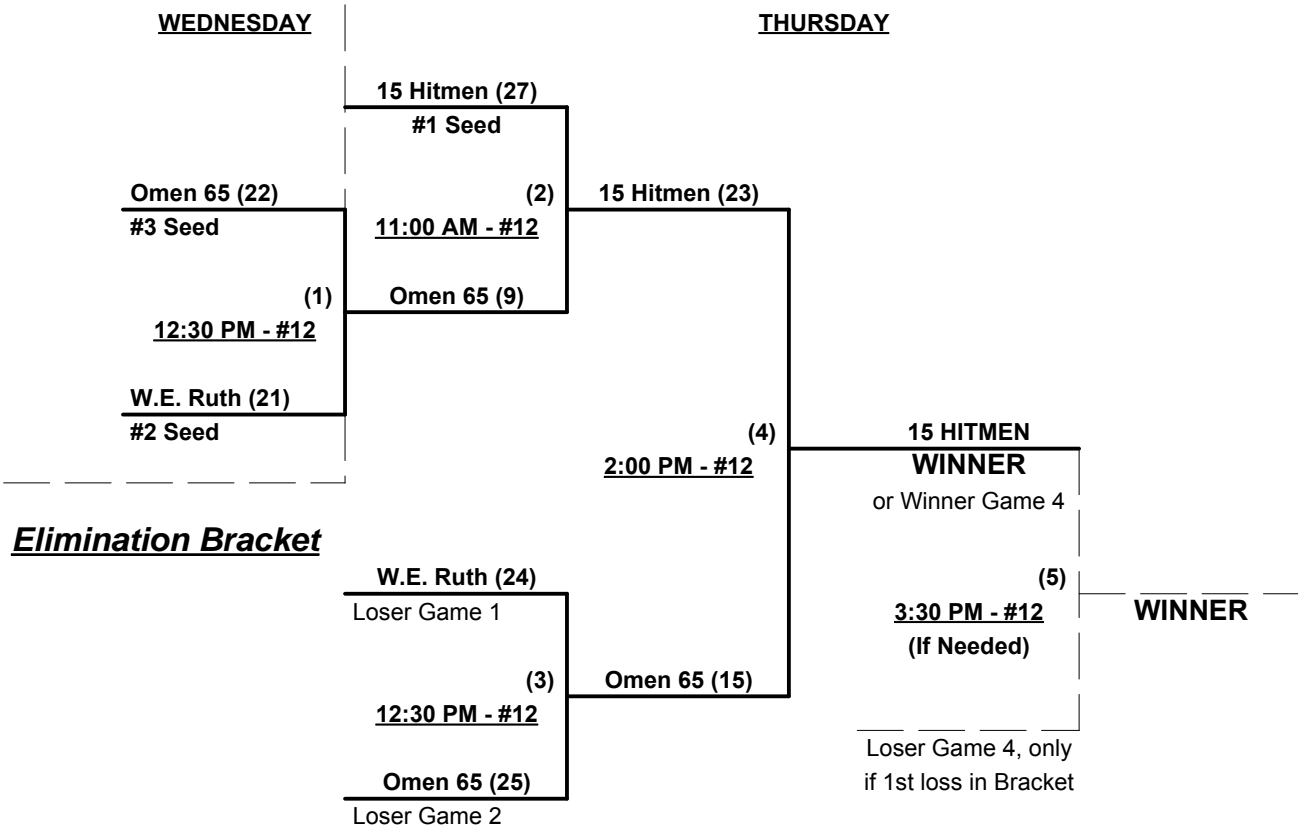 WEDNESDAY
THURSDAY
15 Hitmen (27)
#1 Seed
Omen 65 (22)
#3 Seed
(2)
11:00 AM - #12
15 Hitmen (23)
(1)
12:30 PM - #12
Omen 65 (9)
W.E. Ruth (21)
#2 Seed
(4)
2:00 PM - #12
15 HITMEN
WINNER
or Winner Game 4
Elimination Bracket
W.E. Ruth (24)
Loser Game 1
(5)
3:30 PM - #12
(If Needed)
WINNER
(3)
12:30 PM - #12
Omen 65 (15)
Loser Game 4, only
if 1st loss in Bracket
Omen 65 (25)
Loser Game 2